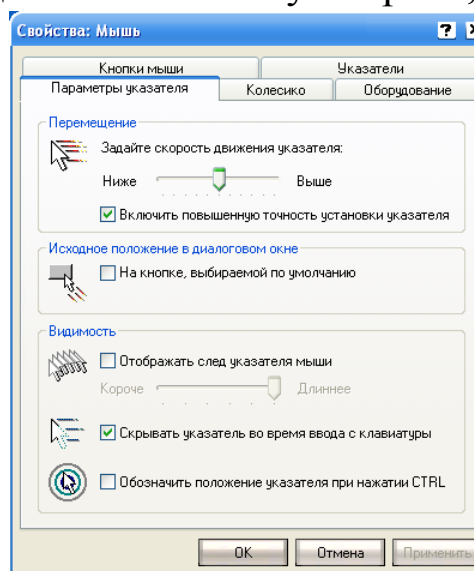 Свойства: Мышь
Кнопки мыши
Указатели
Параметры указателя
Колесико
Оборудование
Перемещение
Задайте скорость движения указателя:
Ниже
Выше
Включить повышенную точность установки указателя
Исходное положение в диалоговом окне
На кнопке, выбираемой по умолчанию
Видимость
Отображать след указателя мыши
Короче
Длиннее
Скрывать указатель во время ввода с клавиатуры
Обозначить положение указателя при нажатии CTRL
OK
Отмена
Применить